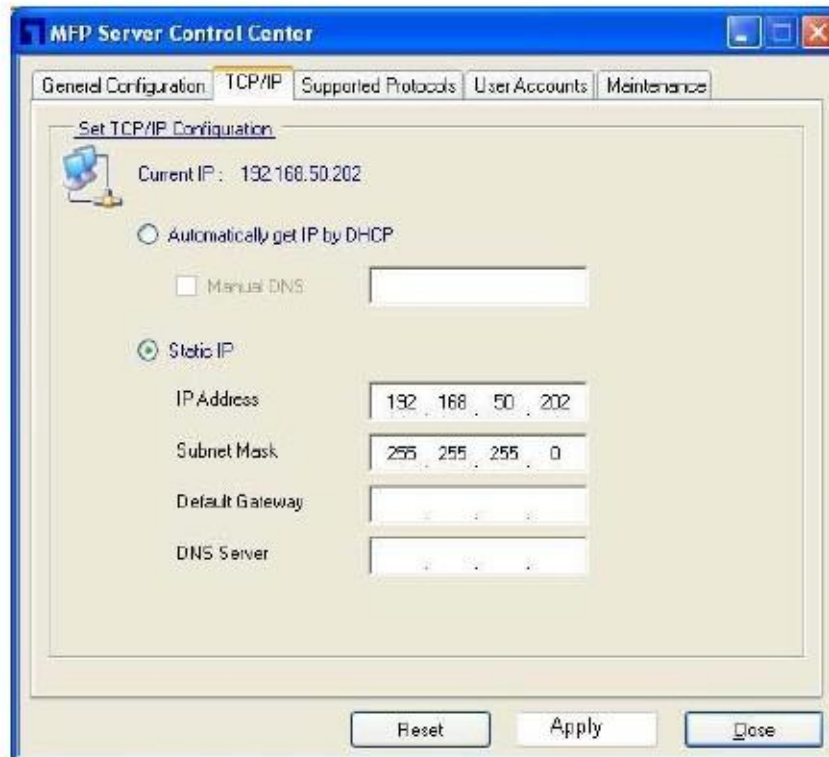 MFP Server Control Center
General Configuration TCP/IP Supported Protocols User Accounts Maintenance
Set TCP/IP Configuration
Current IP : 192.168.50.202
Automatically get IP by DHCP
Manual DNS
Static IP
IP Address 192 . 168 . 50 . 202
Subnet Mask 255 . 255 . 255 . 0
Default Gateway . . .
DNS Server . . .
Reset Apply Close